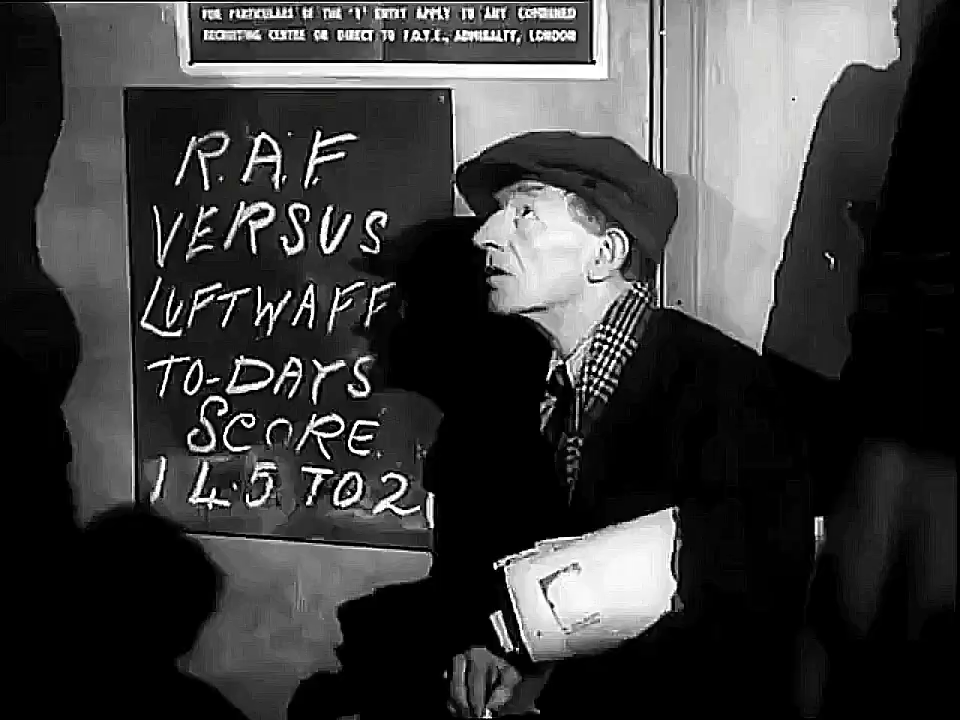 FOR PARTICULARS OF THE 'Y' ENTRY APPLY TO ANY COMBINED
RECRUITING CENTRE OR DIRECT TO F.O.Y.E., ADMIRALTY, LONDON
R.A.F
VERSUS
LUFTWAFF
TO-DAYS
SCORE.
145 TO 2